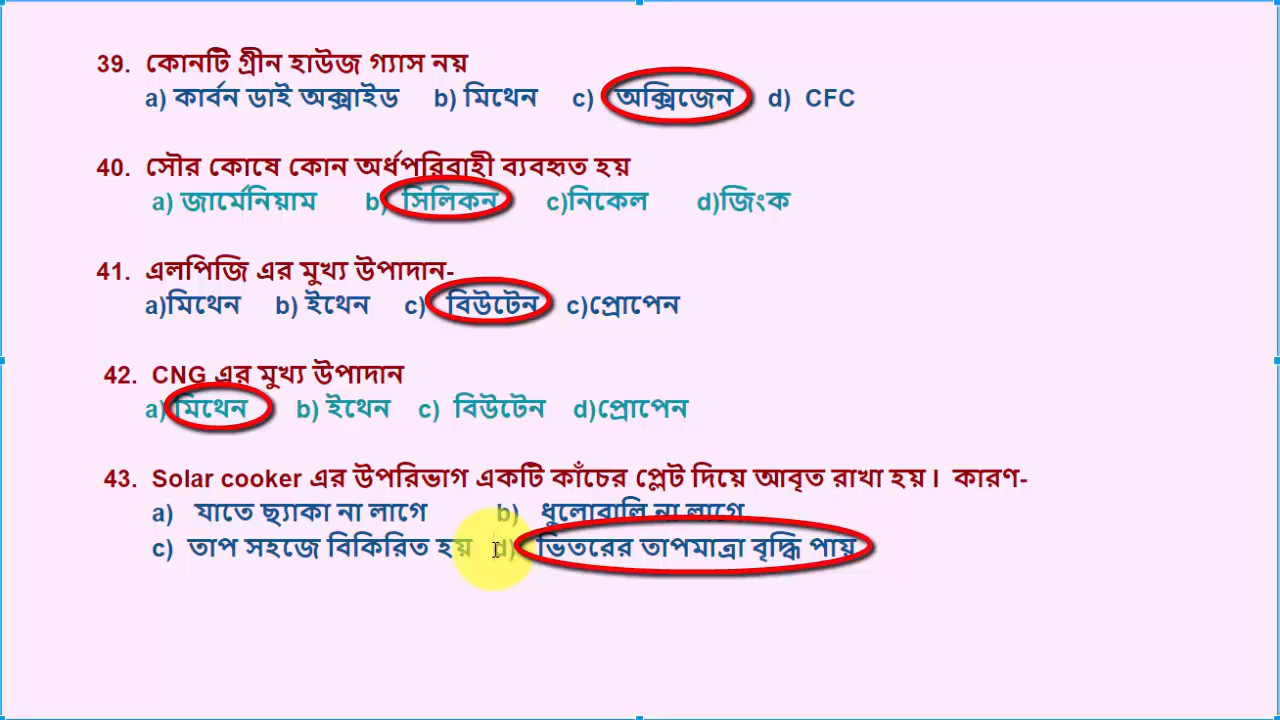 39. কোনটি গ্রীন হাউজ গ্যাস নয়
a) কার্বন ডাই অক্সাইড b) মিথেন c) অক্সিজেন d) CFC
40. সৌর কোষে কোন অর্ধপরিবাহী ব্যবহৃত হয়
a) জার্মেনিয়াম b) সিলিকন c)নিকেল d)জিংক
41. এলপিজি এর মুখ্য উপাদান-
a)মিথেন b) ইথেন c) বিউটেন c)প্রোপেন
42. CNG এর মুখ্য উপাদান
a) মিথেন b) ইথেন c) বিউটেন d)প্রোপেন
43. Solar cooker এর উপরিভাগ একটি কাঁচের প্লেট দিয়ে আবৃত রাখা হয়। কারণ-
a) যাতে ছ্যাকা না লাগে b) ধুলোবালি না লাগে
c) তাপ সহজে বিকিরিত হয় d) ভিতরের তাপমাত্রা বৃদ্ধি পায়